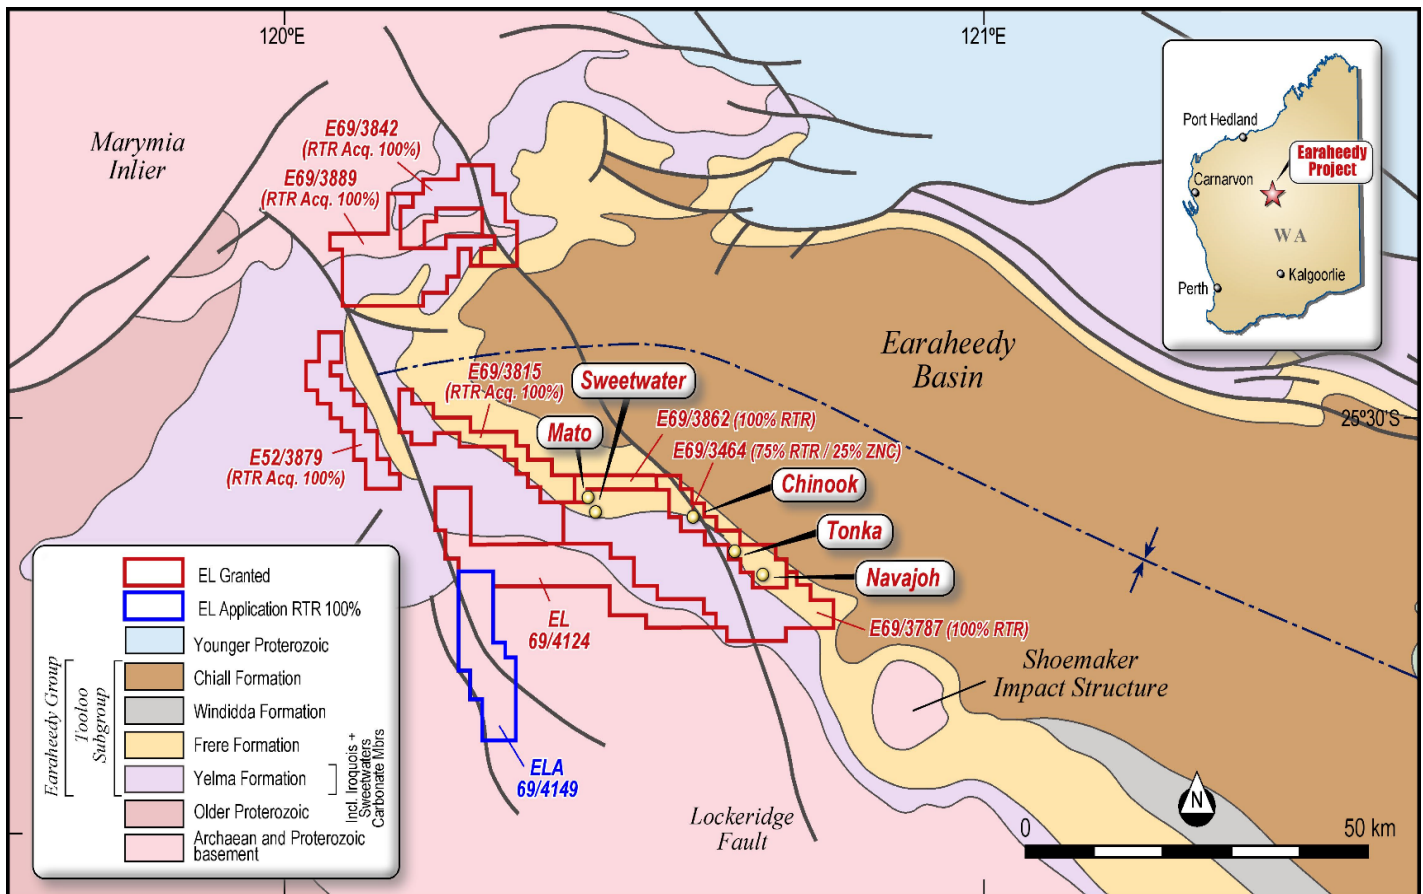 120ºE
121ºE
Marymia
Inlier
E69/3842
(RTR Acq. 100%)
E69/3889
(RTR Acq. 100%)
Port Hedland
Carnarvon
Earaheedy
Project
WA
Kalgoorlie
Perth
Earaheedy
Basin
E69/3815
(RTR Acq. 100%)
Sweetwater
Mato
E69/3862 (100% RTR)
E69/3464 (75% RTR / 25% ZNC)
25º30'S
E52/3879
(RTR Acq. 100%)
Chinook
Tonka
Navajoh
E69/3787 (100% RTR)
EL
69/4124
Shoemaker
Impact Structure
ELA
69/4149
Lockeridge
Fault
EL Granted
EL Application RTR 100%
Younger Proterozoic
Chiall Formation
Windidda Formation
Frere Formation
Yelma Formation
Older Proterozoic
Archaean and Proterozoic
basement
Earaheedy Group
Tooloo
Subgroup
Incl. Iroquois +
Sweetwaters
Carbonate Mbrs
N
0
50 km